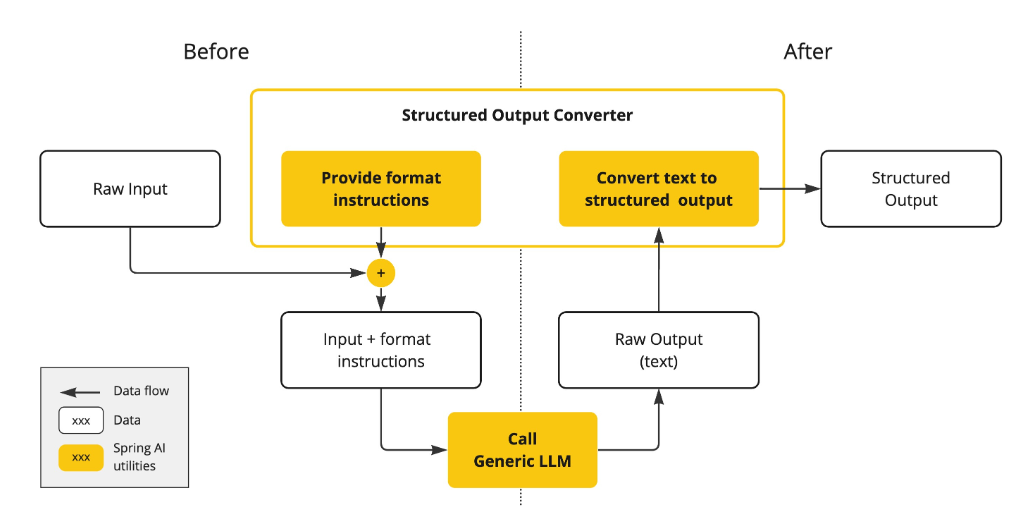 Before
After
Structured Output Converter
Raw Input
Provide format
instructions
Convert text to
structured output
Structured
Output
+
Input + format
instructions
Raw Output
(text)
Call
Generic LLM
Data flow
xxx
Data
xxx
Spring AI
utilities